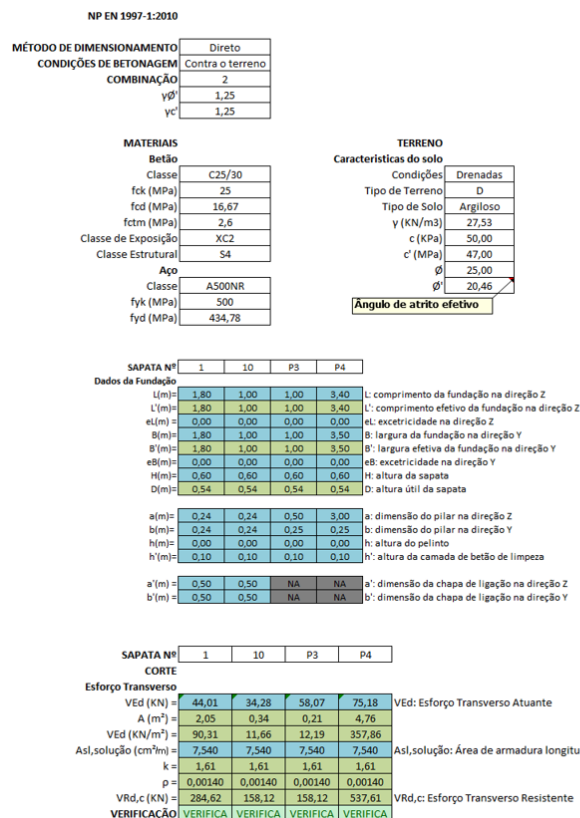 NP EN 1997-1:2010
MÉTODO DE DIMENSIONAMENTO Direto
CONDIÇÕES DE BETONAGEM Contra o terreno
COMBINAÇÃO 2
γØ' 1,25
γc' 1,25
MATERIAIS
Betão
Classe C25/30
fck (MPa) 25
fcd (MPa) 16,67
fctm (MPa) 2,6
Classe de Exposição XC2
Classe Estrutural S4
Aço
Classe A500NR
fyk (MPa) 500
fyd (MPa) 434,78
TERRENO
Caracteristicas do solo
Condições Drenadas
Tipo de Terreno D
Tipo de Solo Argiloso
γ (KN/m3) 27,53
c (KPa) 50,00
c' (MPa) 47,00
Ø 25,00
Ø' 20,46
Ângulo de atrito efetivo
SAPATA Nº 1 10 P3 P4
Dados da Fundação
L(m)= 1,80 1,00 1,00 3,40 L: comprimento da fundação na direção Z
L'(m)= 1,80 1,00 1,00 3,40 L': comprimento efetivo da fundação na direção Z
eL(m) = 0,00 0,00 0,00 0,00 eL: excetricidade na direção Z
B(m)= 1,80 1,00 1,00 3,50 B: largura da fundação na direção Y
B'(m)= 1,80 1,00 1,00 3,50 B': largura efetiva da fundação na direção Y
eB(m)= 0,00 0,00 0,00 0,00 eB: excetricidade na direção Y
H(m)= 0,60 0,60 0,60 0,60 H: altura da sapata
D(m)= 0,54 0,54 0,54 0,54 D: altura útil da sapata
a(m)= 0,24 0,24 0,50 3,00 a: dimensão do pilar na direção Z
b(m)= 0,24 0,24 0,25 0,25 b: dimensão do pilar na direção Y
h(m)= 0,00 0,00 0,00 0,00 h: altura do pelinto
h'(m)= 0,10 0,10 0,10 0,10 h': altura da camada de betão de limpeza
a'(m) = 0,50 0,50 NA NA a': dimensão da chapa de ligação na direção Z
b'(m)= 0,50 0,50 NA NA b': dimensão da chapa de ligação na direção Y
SAPATA Nº 1 10 P3 P4
CORTE
Esforço Transverso
VEd (KN) = 44,01 34,28 58,07 75,18 VEd: Esforço Transverso Atuante
A (m²) = 2,05 0,34 0,21 4,76
VEd (KN/m²) = 90,31 11,66 12,19 357,86
Asl,solução (cm²/m) = 7,540 7,540 7,540 7,540 Asl,solução: Área de armadura longitu
k = 1,61 1,61 1,61 1,61
ρ = 0,00140 0,00140 0,00140 0,00140
VRd,c (KN) = 284,62 158,12 158,12 537,61 VRd,c: Esforço Transverso Resistente
VERIFICAÇÃO VERIFICA VERIFICA VERIFICA VERIFICA